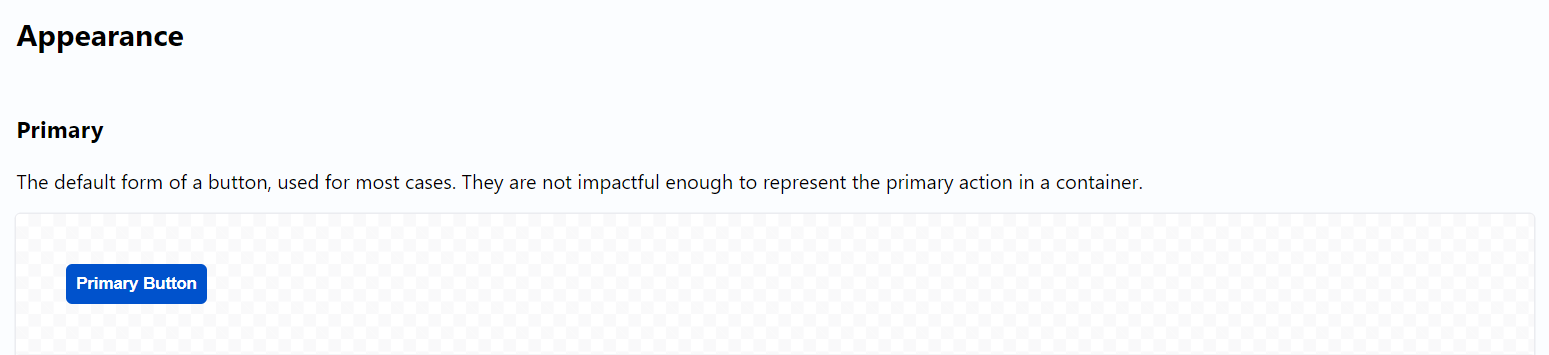 Appearance
Primary
The default form of a button, used for most cases. They are not impactful enough to represent the primary action in a container.
Primary Button